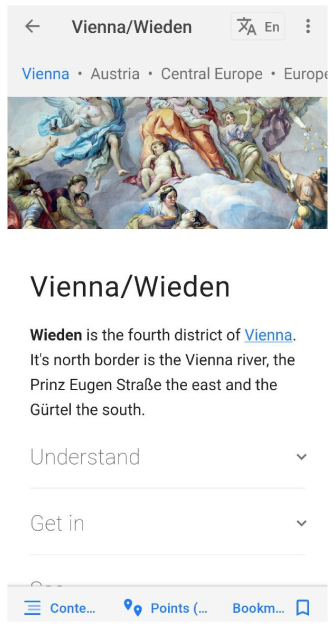 Vienna/Wieden En
Vienna • Austria • Central Europe • Europe
Vienna/Wieden
Wieden is the fourth district of Vienna.
It's north border is the Vienna river, the
Prinz Eugen Straße the east and the
Gürtel the south.
Understand
Get in
Conte... Points (... Bookm...